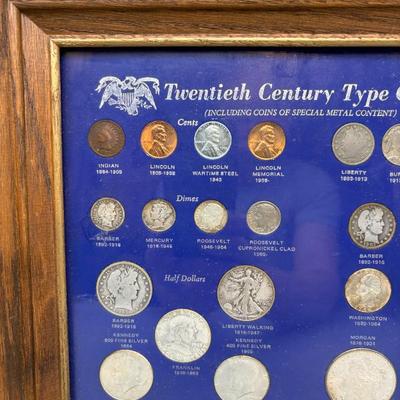 Twentieth Century Type
(INCLUDING COINS OF SPECIAL METAL CONTENT)
Cents
INDIAN
1864-1909
LINCOLN
1909-1958
LINCOLN
WARTIME STEEL
1943
LINCOLN
MEMORIAL
1959-
LIBERTY
1883-1913
Dimes
BARBER
1892-1916
MERCURY
1916-1945
ROOSEVELT
1946-1964
ROOSEVELT
CUPRONICKEL CLAD
1965-
BARBER
1892-1915
Half Dollars
BARBER
1892-1915
LIBERTY WALKING
1916-1947
WASHINGTON
1932-1964
KENNEDY
900 FINE SILVER
1964
FRANKLIN
1948-1963
KENNEDY
400 FINE SILVER
MORGAN
1878-1921